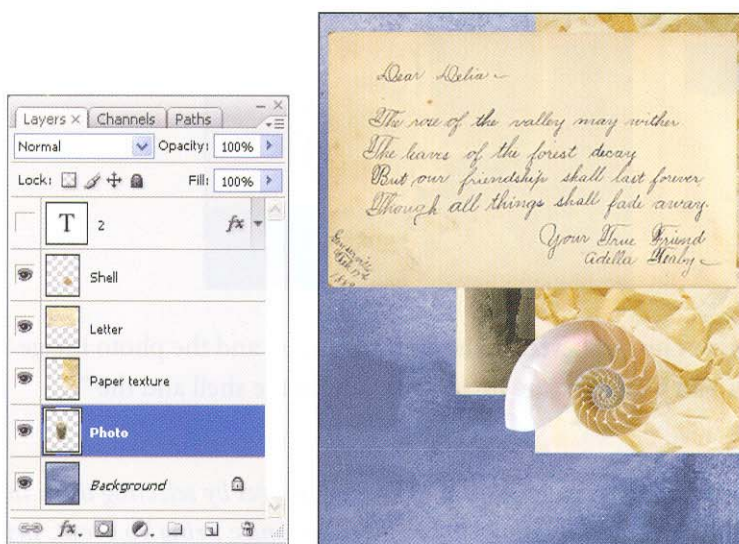 Layers × Channels Paths
Normal Opacity: 100%
Lock: Fill: 100%
T 2 fx
Shell
Letter
Paper texture
Photo
Background
fx.
Dear Delia
The rose of the valley may wither
The leaves of the forest decay
But our friendship shall last forever
Though all things shall fade away.
Your True Friend
Adella